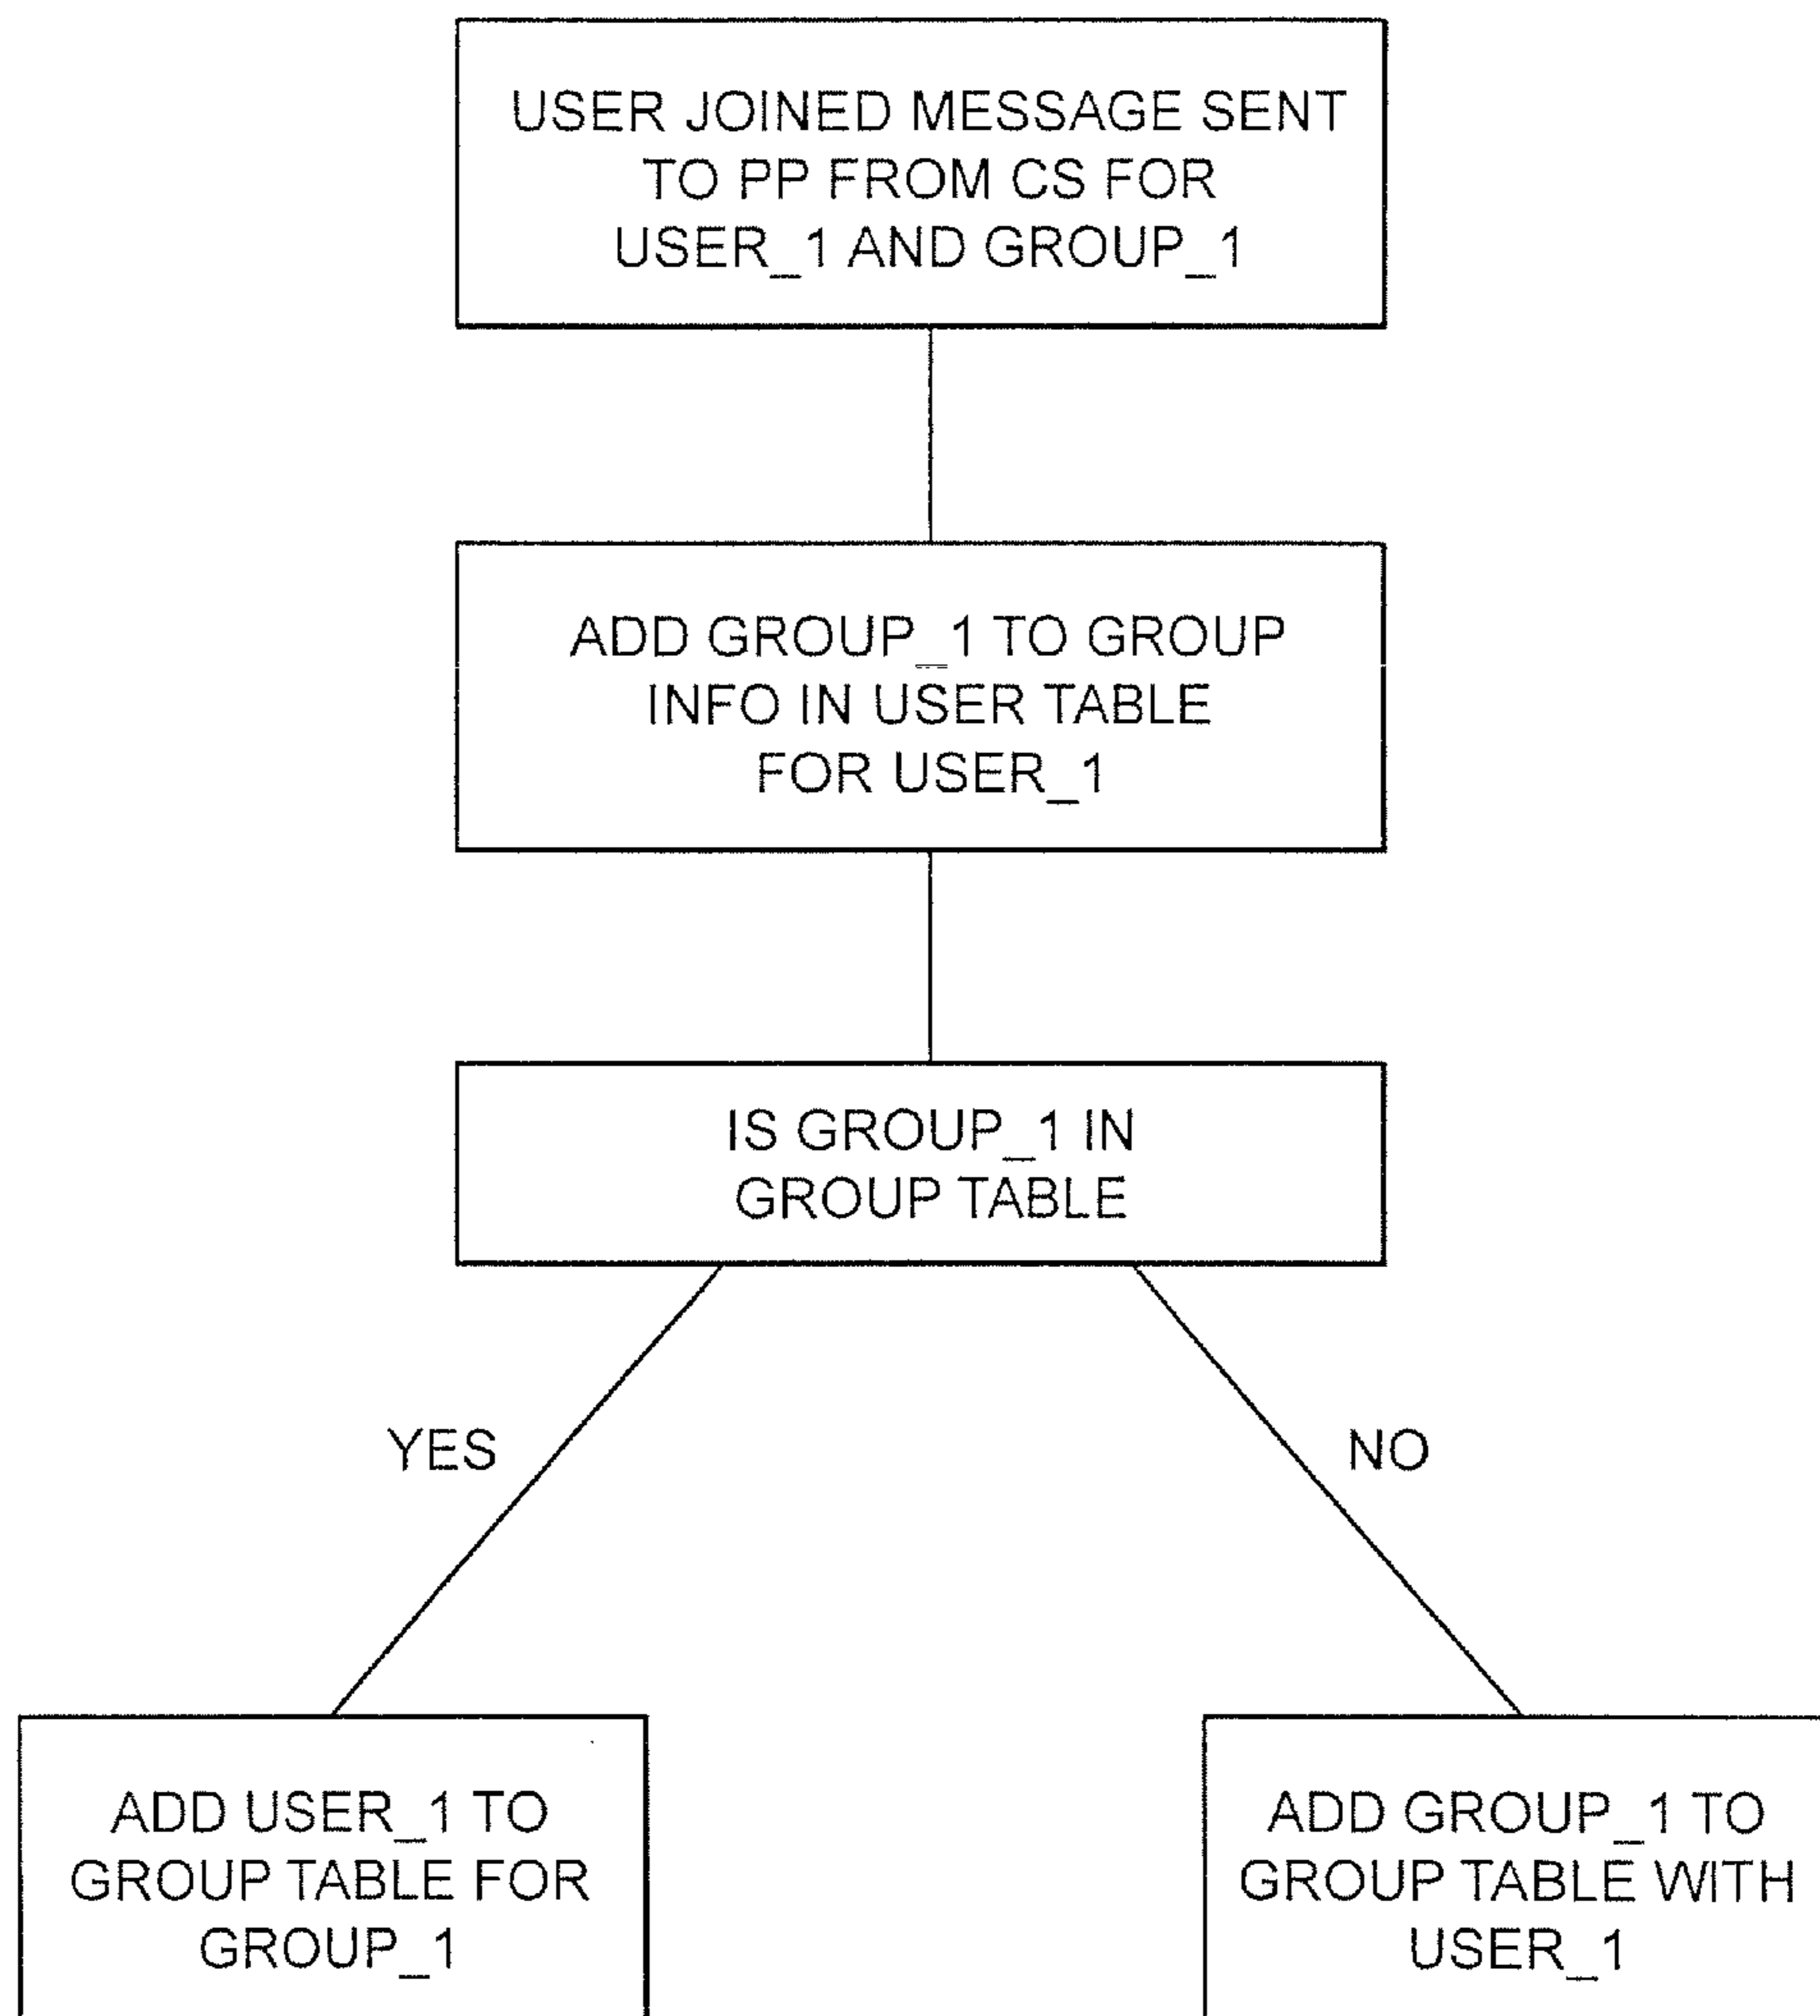 USER JOINED MESSAGE SENT
TO PP FROM CS FOR
USER_1 AND GROUP_1
ADD GROUP_1 TO GROUP
INFO IN USER TABLE
FOR USER_1
IS GROUP_1 IN
GROUP TABLE
YES
NO
ADD USER_1 TO
GROUP TABLE FOR
GROUP_1
ADD GROUP_1 TO
GROUP TABLE WITH
USER_1